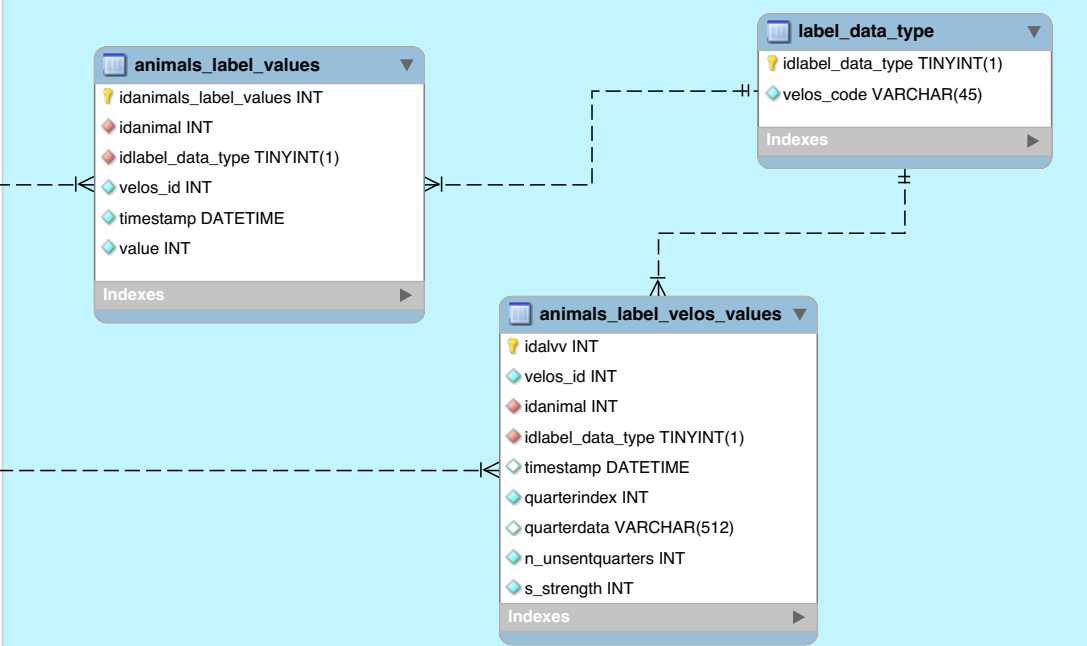 animals_label_values
idanimals_label_values INT
idanimal INT
idlabel_data_type TINYINT(1)
velos_id INT
timestamp DATETIME
value INT
Indexes
label_data_type
idlabel_data_type TINYINT(1)
velos_code VARCHAR(45)
Indexes
animals_label_velos_values
idalvv INT
velos_id INT
idanimal INT
idlabel_data_type TINYINT(1)
timestamp DATETIME
quarterindex INT
quarterdata VARCHAR(512)
n_unsentquarters INT
s_strength INT
Indexes